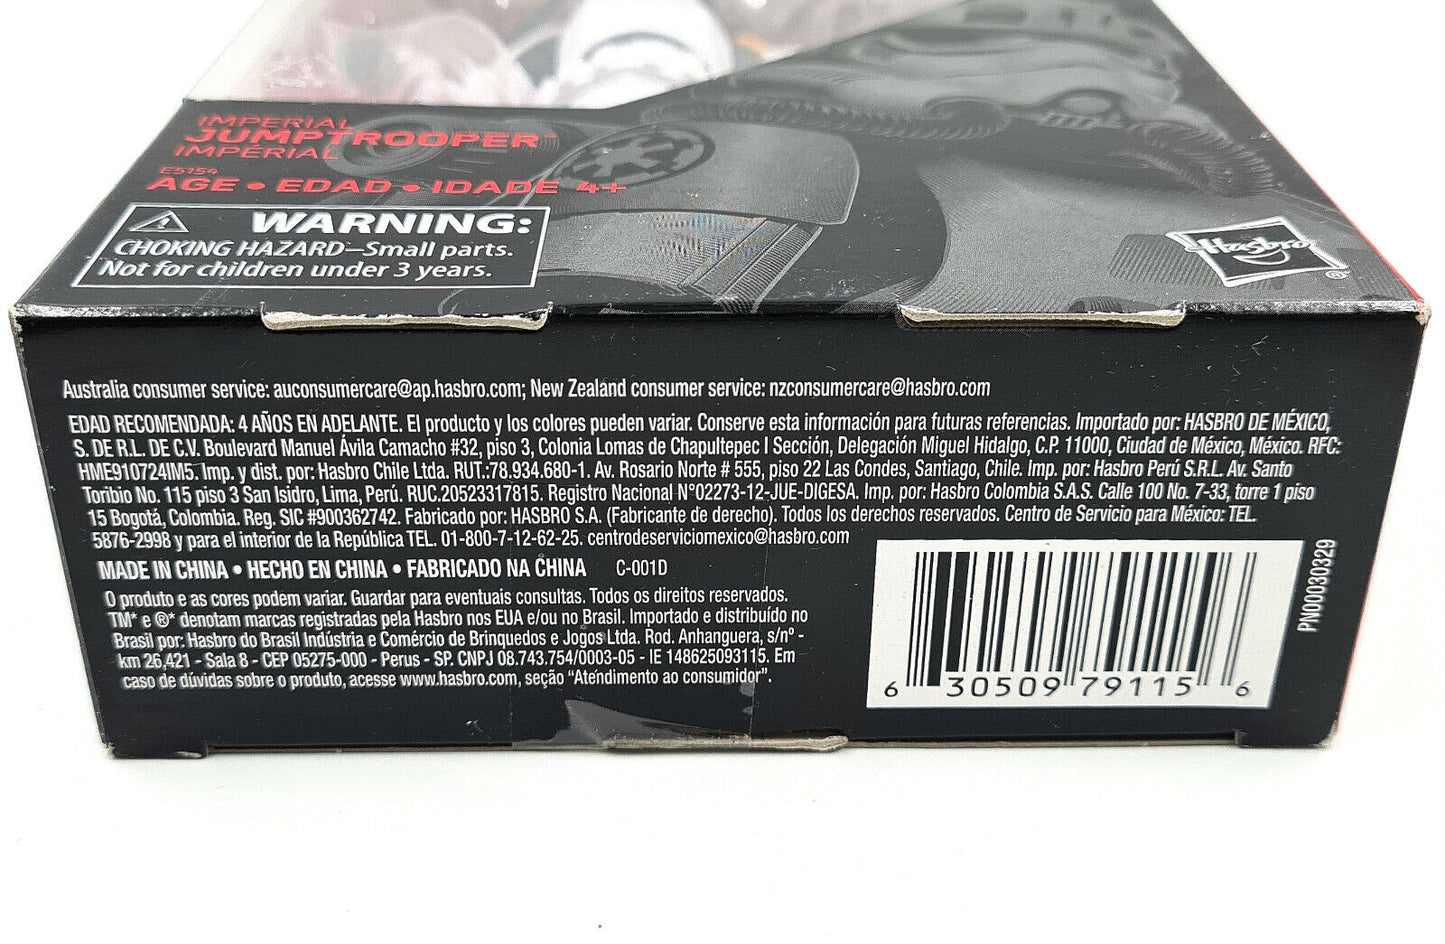 IMPERIAL
JUMPTROOPER™
IMPÉRIAL
E5154
AGE • EDAD • IDADE 4+
WARNING:
CHOKING HAZARD–Small parts.
Not for children under 3 years.
Hasbro
®
Australia consumer service: auconsumercare@ap.hasbro.com; New Zealand consumer service: nzconsumercare@hasbro.com
EDAD RECOMENDADA: 4 AÑOS EN ADELANTE. El producto y los colores pueden variar. Conserve esta información para futuras referencias. Importado por: HASBRO DE MÉXICO,
S. DE R.L. DE C.V. Boulevard Manuel Ávila Camacho #32, piso 3, Colonia Lomas de Chapultepec I Sección, Delegación Miguel Hidalgo, C.P. 11000, Ciudad de México, México. RFC:
HME910724IM5. Imp. y dist. por: Hasbro Chile Ltda. RUT.:78.934.680-1. Av. Rosario Norte # 555, piso 22 Las Condes, Santiago, Chile. Imp. por: Hasbro Perú S.R.L. Av. Santo
Toribio No. 115 piso 3 San Isidro, Lima, Perú. RUC.20523317815. Registro Nacional N°02273-12-JUE-DIGESA. Imp. por: Hasbro Colombia S.A.S. Calle 100 No. 7-33, torre 1 piso
15 Bogotá, Colombia. Reg. SIC #900362742. Fabricado por: HASBRO S.A. (Fabricante de derecho). Todos los derechos reservados. Centro de Servicio para México: TEL.
5876-2998 y para el interior de la República TEL. 01-800-7-12-62-25. centrodeserviciomexico@hasbro.com
MADE IN CHINA • HECHO EN CHINA • FABRICADO NA CHINA C-001D
O produto e as cores podem variar. Guardar para eventuais consultas. Todos os direitos reservados.
TM* e ®* denotam marcas registradas pela Hasbro nos EUA e/ou no Brasil. Importado e distribuído no
Brasil por: Hasbro do Brasil Indústria e Comércio de Brinquedos e Jogos Ltda. Rod. Anhanguera, s/nº -
km 26,421 - Sala 8 - CEP 05275-000 - Perus - SP. CNPJ 08.743.754/0003-05 - IE 148625093115. Em
caso de dúvidas sobre o produto, acesse www.hasbro.com, seção “Atendimento ao consumidor”.
6 30509 79115 6
PN00030329